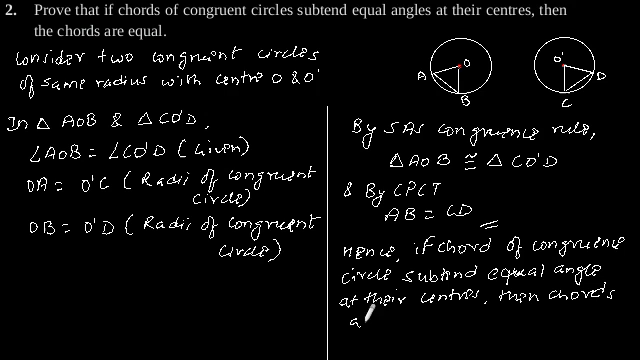 2. Prove that if chords of congruent circles subtend equal angles at their centres, then
the chords are equal.
Consider two congruent circles
of same radius with centre O & O'
O
A
B
O'
D
C
In △ AOB & △ CO'D,
∠AOB = ∠CO'D (Given)
OA = O'C (Radii of congruent
circle)
OB = O'D (Radii of congruent
circle)
By SAS congruence rule,
△ AOB ≅ △ CO'D
& By CPCT
AB = CD
Hence, if chord of congruence
circle subtend equal angle
at their centres, then chords
a